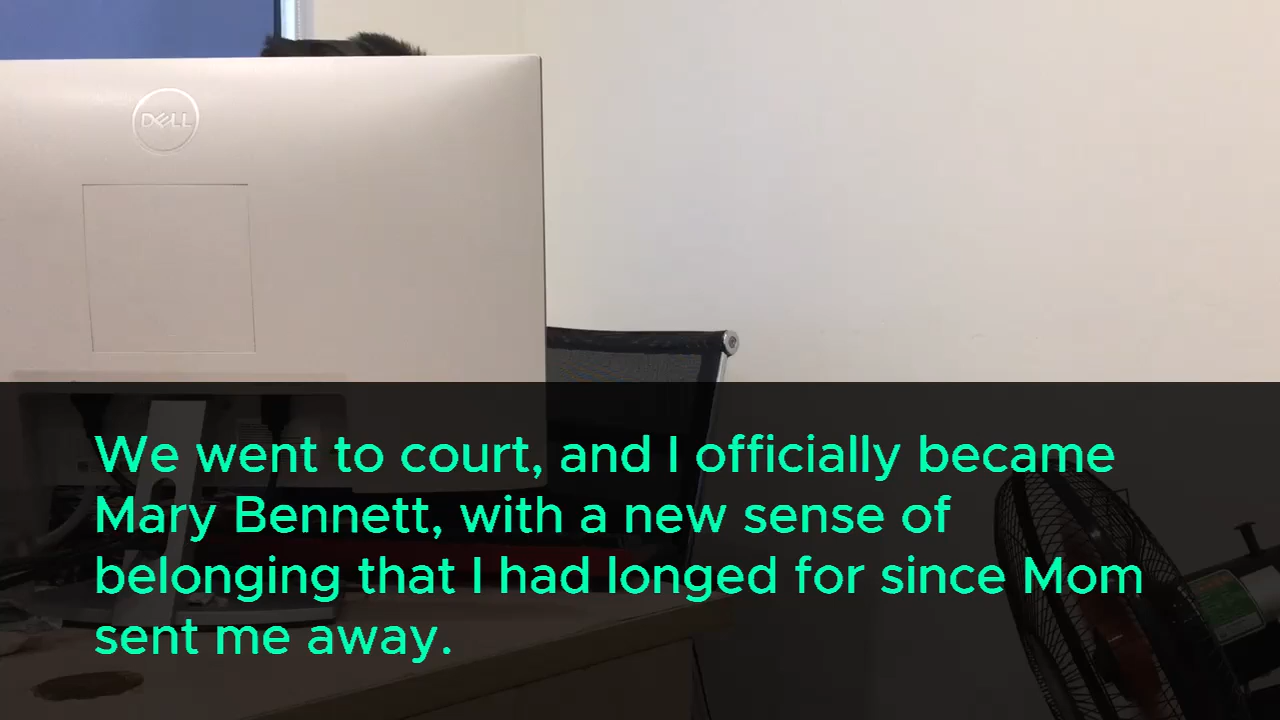 DELL
We went to court, and I officially became
Mary Bennett, with a new sense of
belonging that I had longed for since Mom
sent me away.